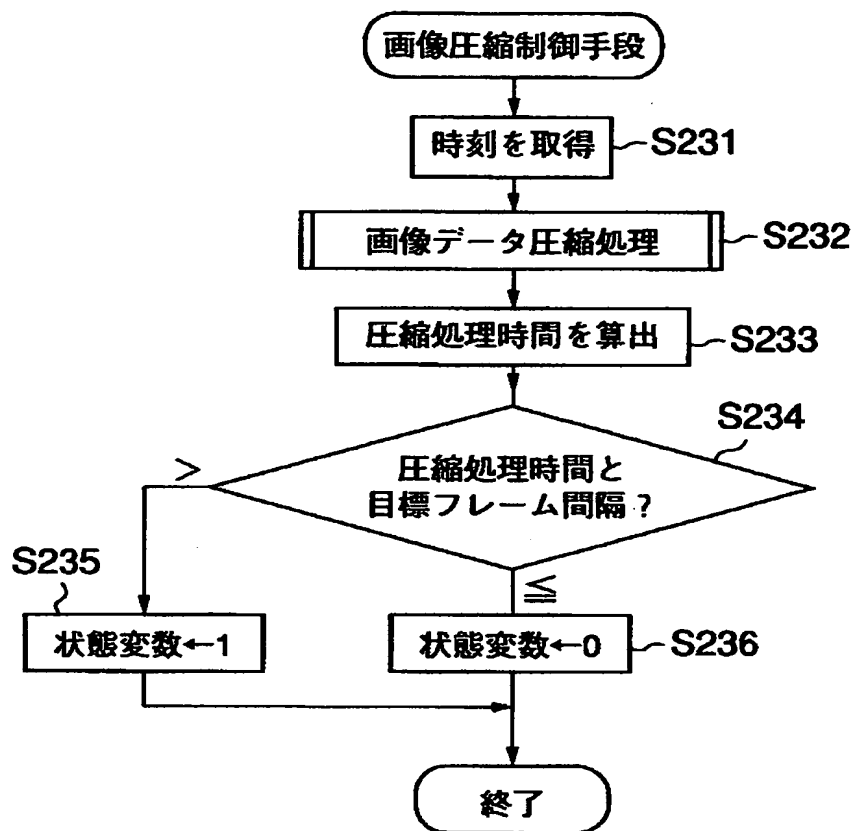 画像圧縮制御手段
時刻を取得
S231
画像データ圧縮処理
S232
圧縮処理時間を算出
S233
S234
圧縮処理時間と
目標フレーム間隔？
＞
≦
S235
状態変数←1
状態変数←0
S236
終了